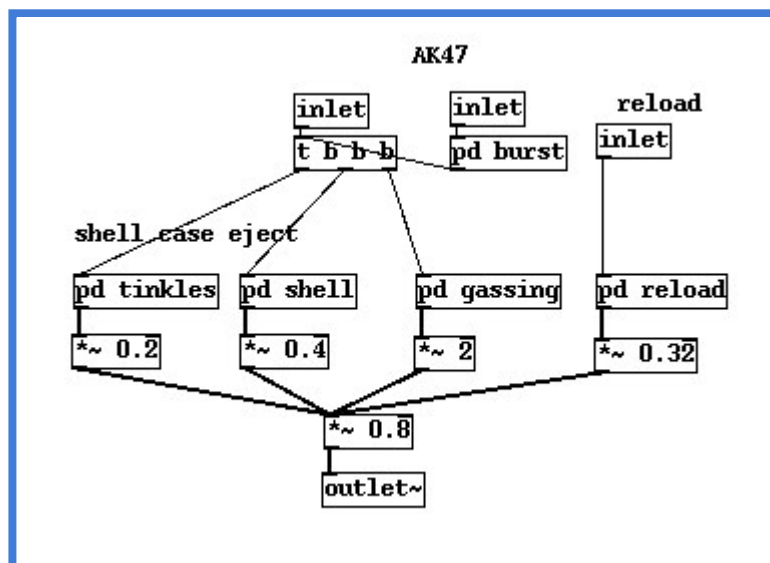 AK47
inlet
inlet
reload
inlet
t b b b
pd burst
shell case eject
pd tinkles
pd shell
pd gassing
pd reload
*~ 0.2
*~ 0.4
*~ 2
*~ 0.32
*~ 0.8
outlet~